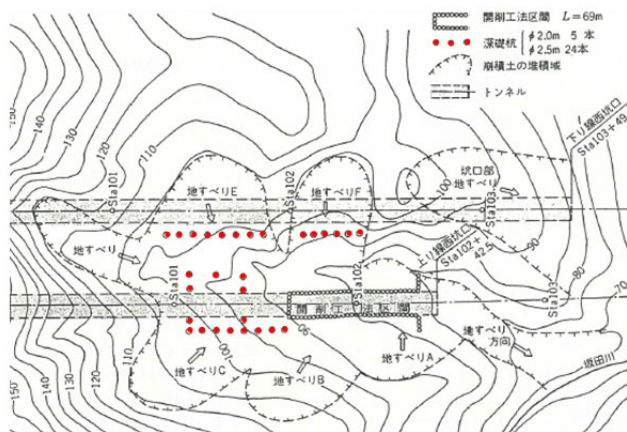 開削工法区間 L=69m
深礎杭
φ2.0m 5本
φ2.5m 24本
崩積土の堆積域
トンネル
下り線西坑口
Sta103+49
-150
-140
-130
-120
-110
Sta102
地すべりE
地すべりF
坑口部
地すべり
100
Sta101
Sta103
90
地すべり
上り線西坑口
Sta102+
42.5
80
Sta101
Sta102
開削工法区間
Sta103
70
90
地すべり
方向
110
100
地すべりA
坂田川
地すべりC
地すべりB
-150
-140
-130
-120